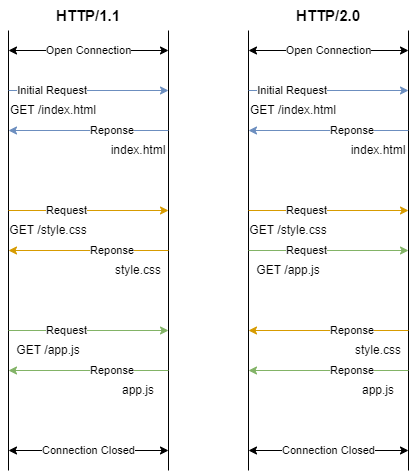 HTTP/1.1
Open Connection
Initial Request
GET /index.html
Reponse
index.html
Request
GET /style.css
Reponse
style.css
Request
GET /app.js
Reponse
app.js
Connection Closed
HTTP/2.0
Open Connection
Initial Request
GET /index.html
Reponse
index.html
Request
GET /style.css
Request
GET /app.js
Reponse
style.css
Reponse
app.js
Connection Closed